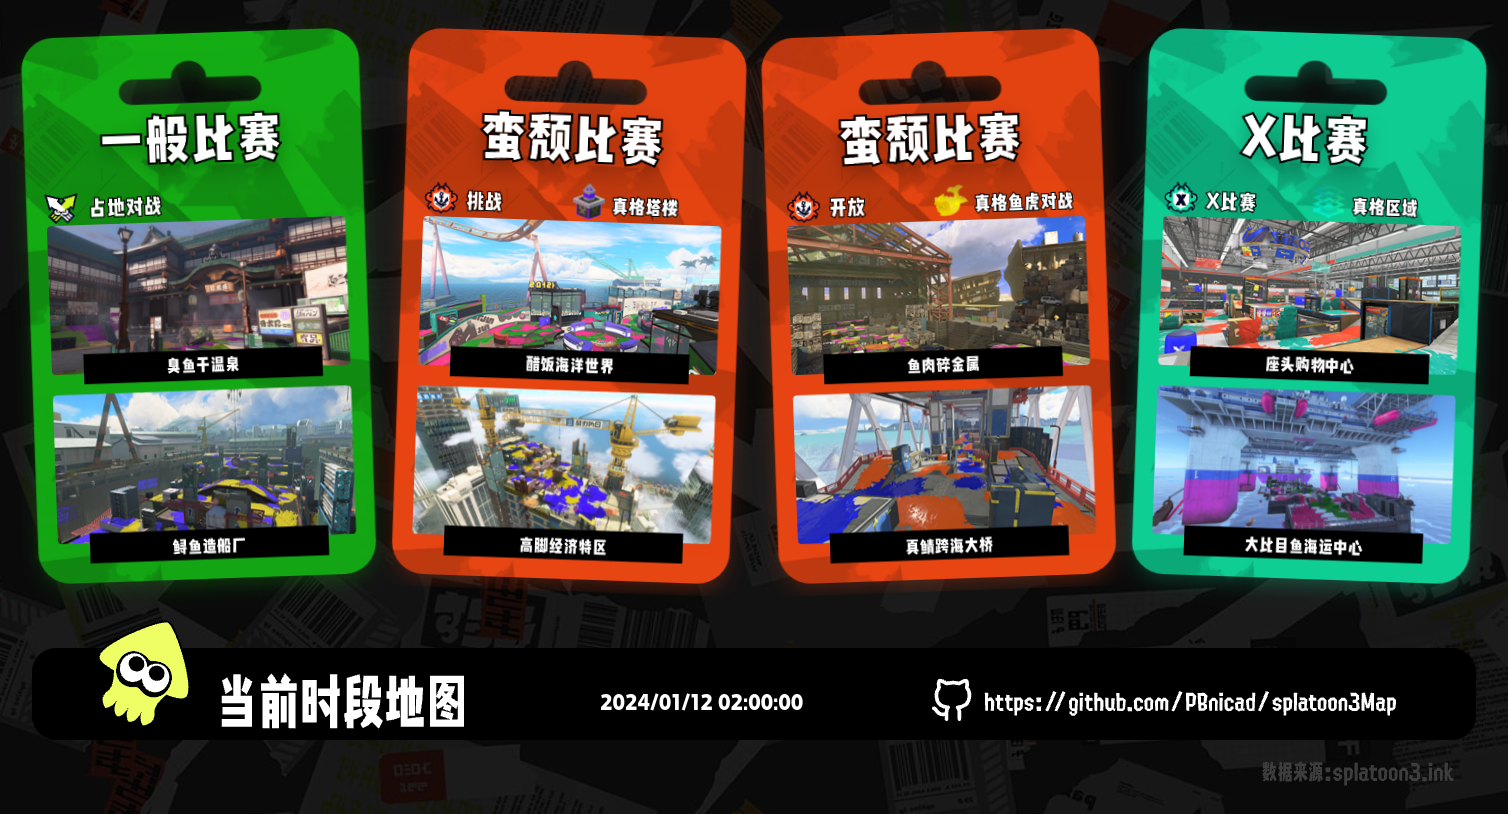 一般比赛
占地对战
臭鱼干温泉
鲟鱼造船厂
蛮颓比赛
挑战
真格塔楼
醋饭海洋世界
高脚经济特区
蛮颓比赛
开放
真格鱼虎对战
鱼肉碎金属
真鲭跨海大桥
X比赛
X比赛
真格区域
座头购物中心
大比目鱼海运中心
当前时段地图
2024/01/12 02:00:00
https://github.com/PBnicad/splatoon3Map
数据来源:splatoon3.ink